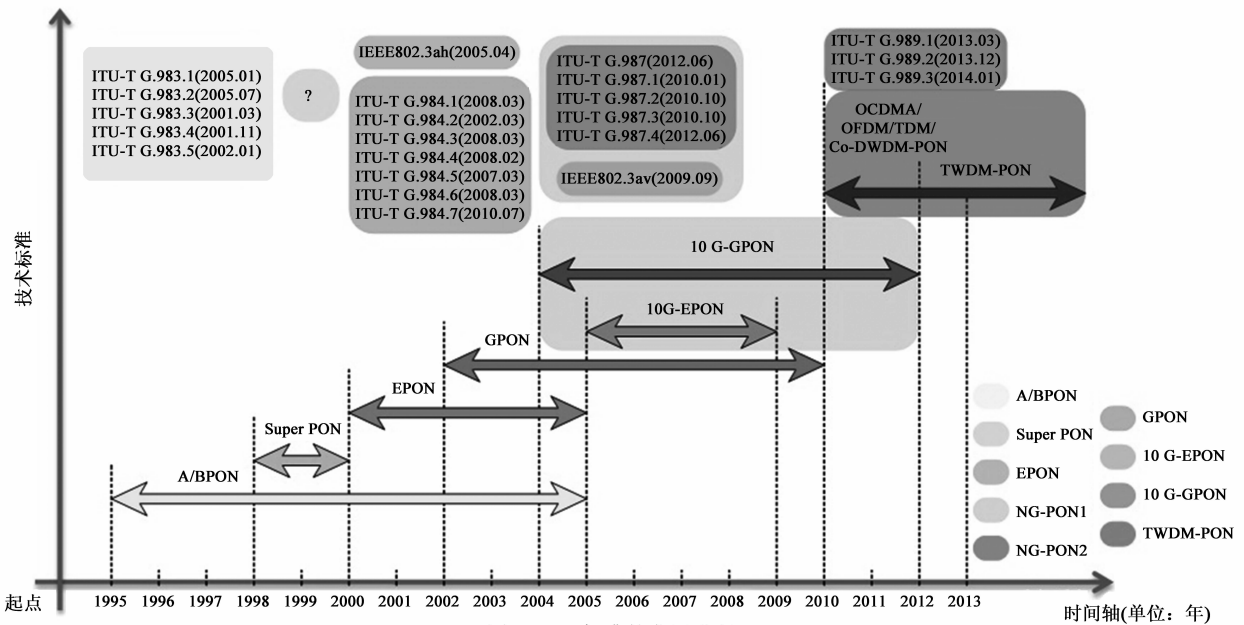 ITU-T G.983.1(2005.01)
ITU-T G.983.2(2005.07)
ITU-T G.983.3(2001.03)
ITU-T G.983.4(2001.11)
ITU-T G.983.5(2002.01)
?
IEEE802.3ah(2005.04)
ITU-T G.984.1(2008.03)
ITU-T G.984.2(2002.03)
ITU-T G.984.3(2008.03)
ITU-T G.984.4(2008.02)
ITU-T G.984.5(2007.03)
ITU-T G.984.6(2008.03)
ITU-T G.984.7(2010.07)
ITU-T G.987(2012.06)
ITU-T G.987.1(2010.01)
ITU-T G.987.2(2010.10)
ITU-T G.987.3(2010.10)
ITU-T G.987.4(2012.06)
IEEE802.3av(2009.09)
ITU-T G.989.1(2013.03)
ITU-T G.989.2(2013.12)
ITU-T G.989.3(2014.01)
OCDMA/
OFDM/TDM/
Co-DWDM-PON
TWDM-PON
10 G-GPON
10G-EPON
GPON
EPON
Super PON
A/BPON
技术标准
A/BPON
Super PON
EPON
NG-PON1
NG-PON2
GPON
10 G-EPON
10 G-GPON
TWDM-PON
起点
1995 1996 1997 1998 1999 2000 2001 2002 2003 2004 2005 2006 2007 2008 2009 2010 2011 2012 2013
时间轴(单位：年)